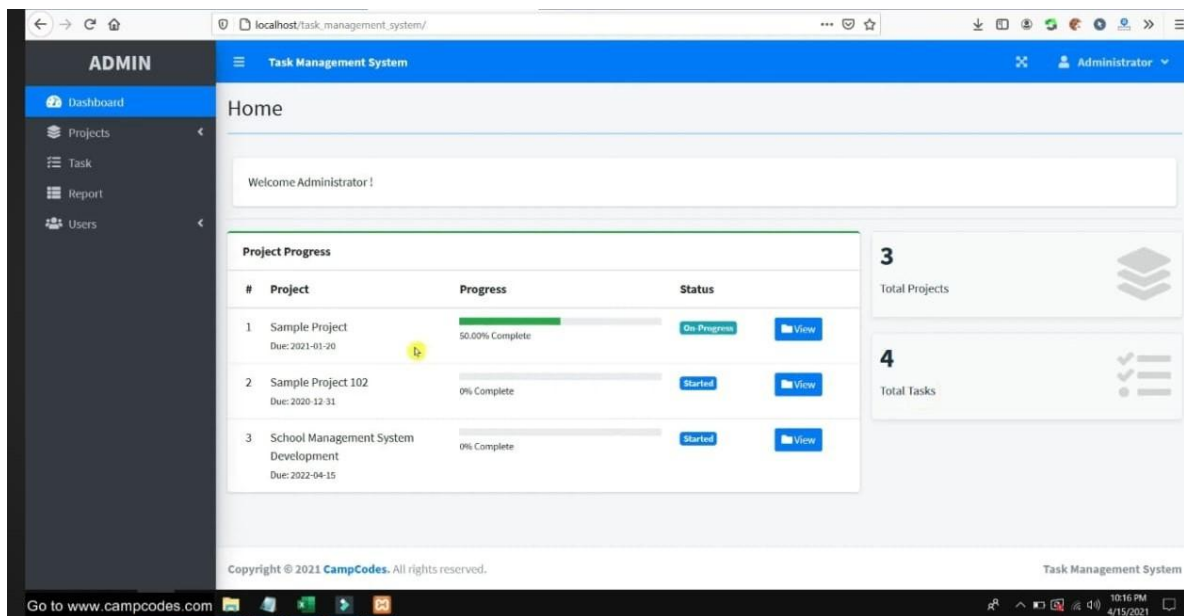 localhost/task_management_system/
ADMIN
Task Management System
Administrator
Dashboard
Projects
Task
Report
Users
Home
Welcome Administrator !
Project Progress
# Project Progress Status
1 Sample Project
Due: 2021-01-20
50.00% Complete
On-Progress
View
2 Sample Project 102
Due: 2020-12-31
0% Complete
Started
View
3 School Management System
Development
Due: 2022-04-15
0% Complete
Started
View
3
Total Projects
4
Total Tasks
Copyright © 2021 CampCodes. All rights reserved.
Task Management System
Go to www.campcodes.com
10:16 PM
4/15/2021